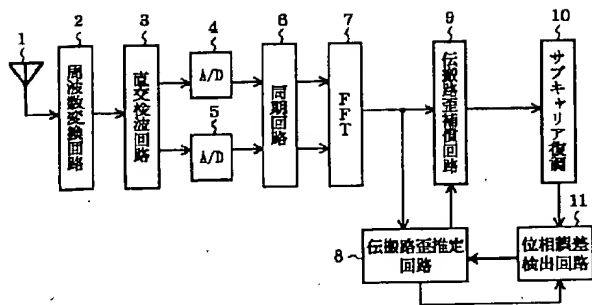 1
2
3
4
5
6
7
8
9
10
11
周波数変換回路
直交検波回路
A/D
A/D
同期回路
FFT
伝搬路歪補償回路
サブキャリア復調
伝搬路歪推定
回路
位相誤差
検出回路